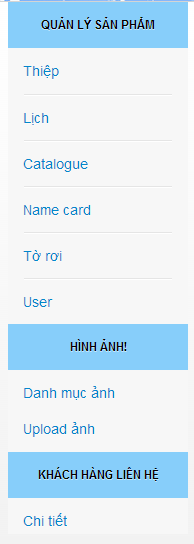 QUẢN LÝ SẢN PHẨM
Thiệp
Lịch
Catalogue
Name card
Tờ rơi
User
HÌNH ẢNH!
Danh mục ảnh
Upload ảnh
KHÁCH HÀNG LIÊN HỆ
Chi tiết